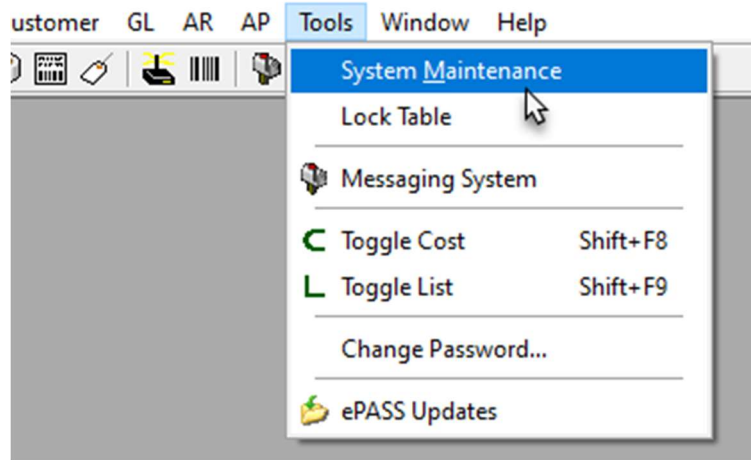 ustomer GL AR AP Tools Window Help
System Maintenance
Lock Table
Messaging System
C Toggle Cost Shift+F8
L Toggle List Shift+F9
Change Password...
ePASS Updates